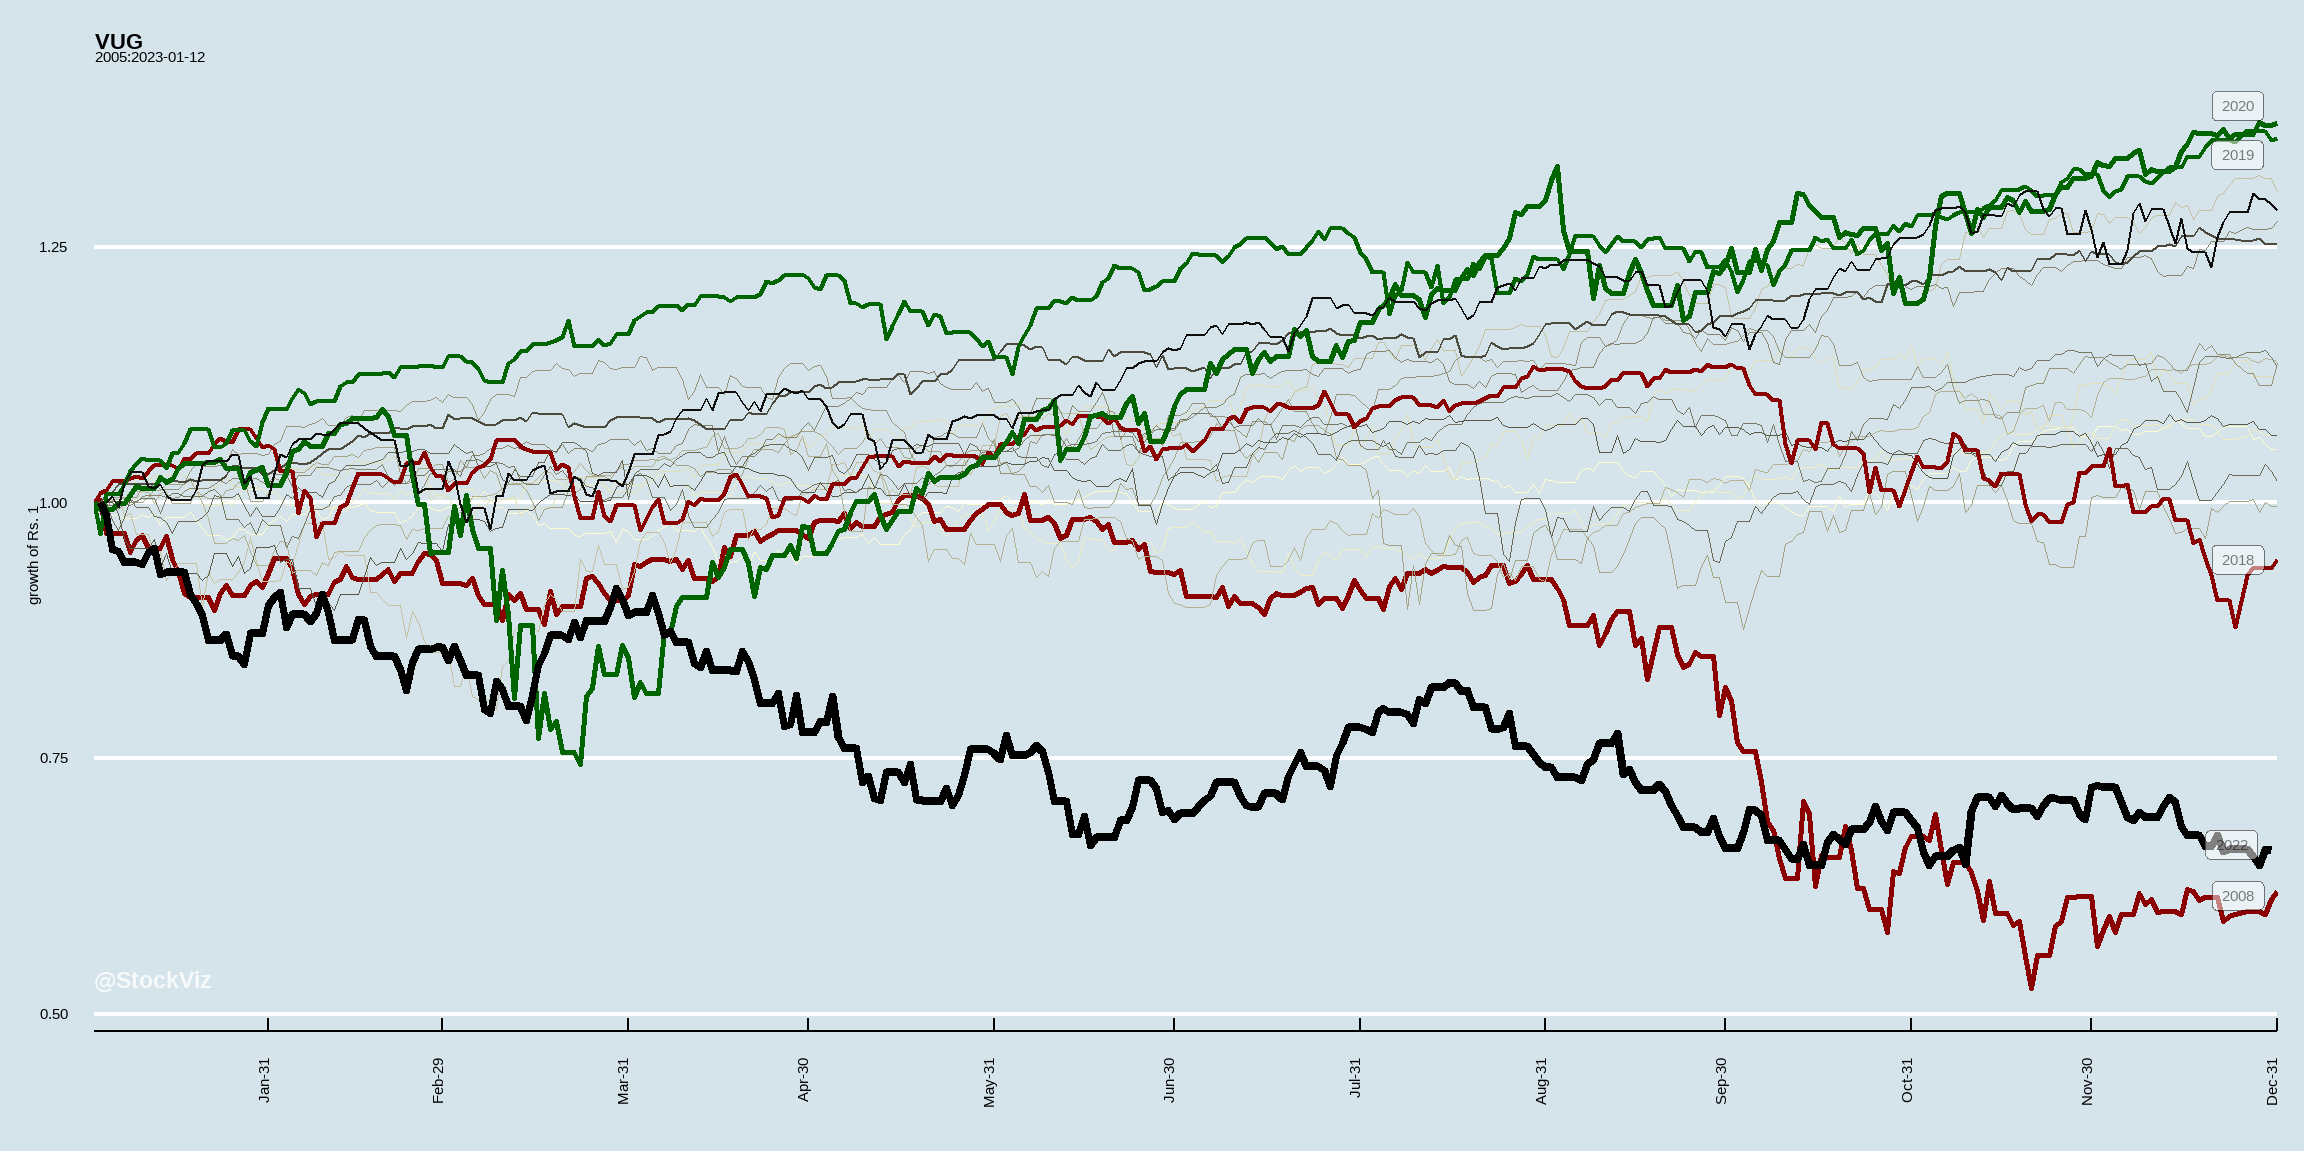 VUG
2005:2023-01-12
2020
2019
1.25
1.00
growth of Rs. 1
2018
0.75
2022
2008
@StockViz
0.50
Jan-31
Feb-29
Mar-31
Apr-30
May-31
Jun-30
Jul-31
Aug-31
Sep-30
Oct-31
Nov-30
Dec-31